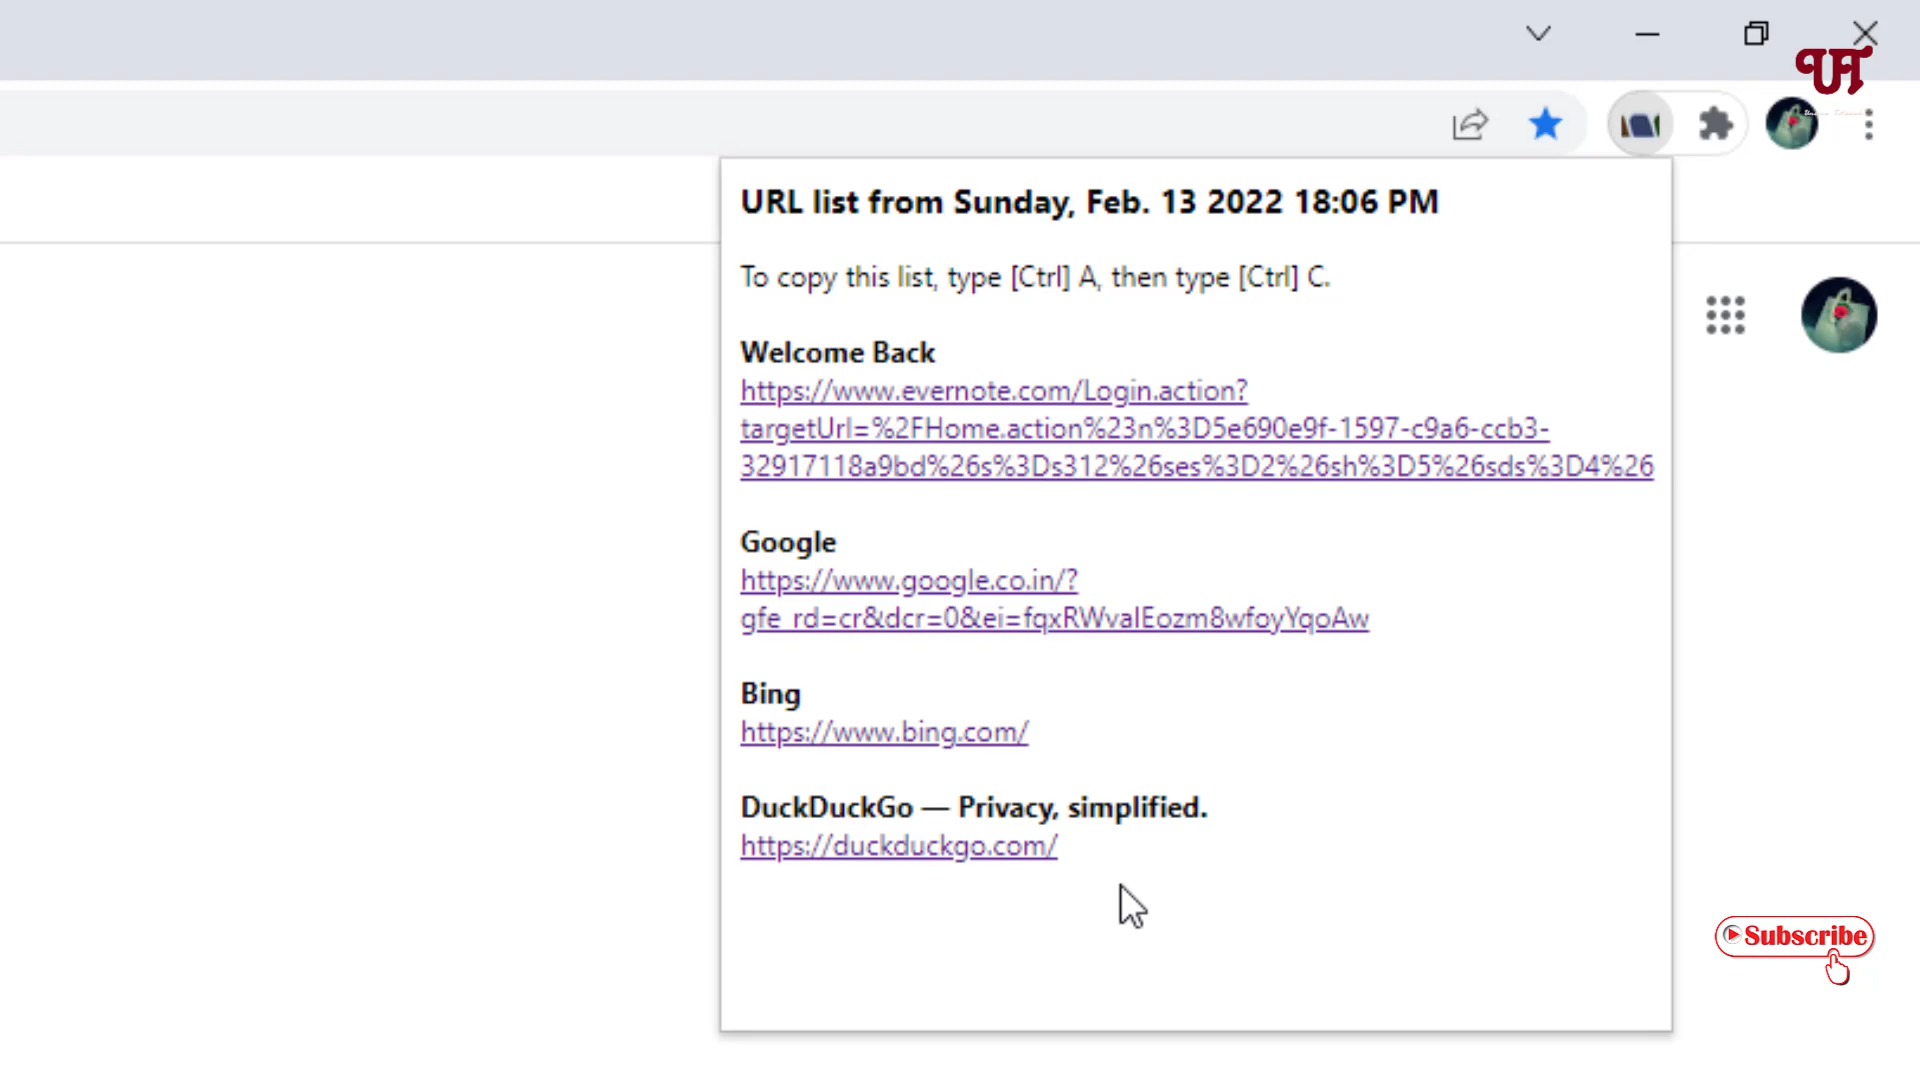 UA
URL list from Sunday, Feb. 13 2022 18:06 PM
To copy this list, type [Ctrl] A, then type [Ctrl] C.
Welcome Back
https://www.evernote.com/Login.action?
targetUrl=%2FHome.action%23n%3D5e690e9f-1597-c9a6-ccb3-
32917118a9bd%26s%3Ds312%26ses%3D2%26sh%3D5%26sds%3D4%26
Google
https://www.google.co.in/?
gfe_rd=cr&dcr=0&ei=fqxRWvalEozm8wfoyYqoAw
Bing
https://www.bing.com/
DuckDuckGo — Privacy, simplified.
https://duckduckgo.com/
Subscribe